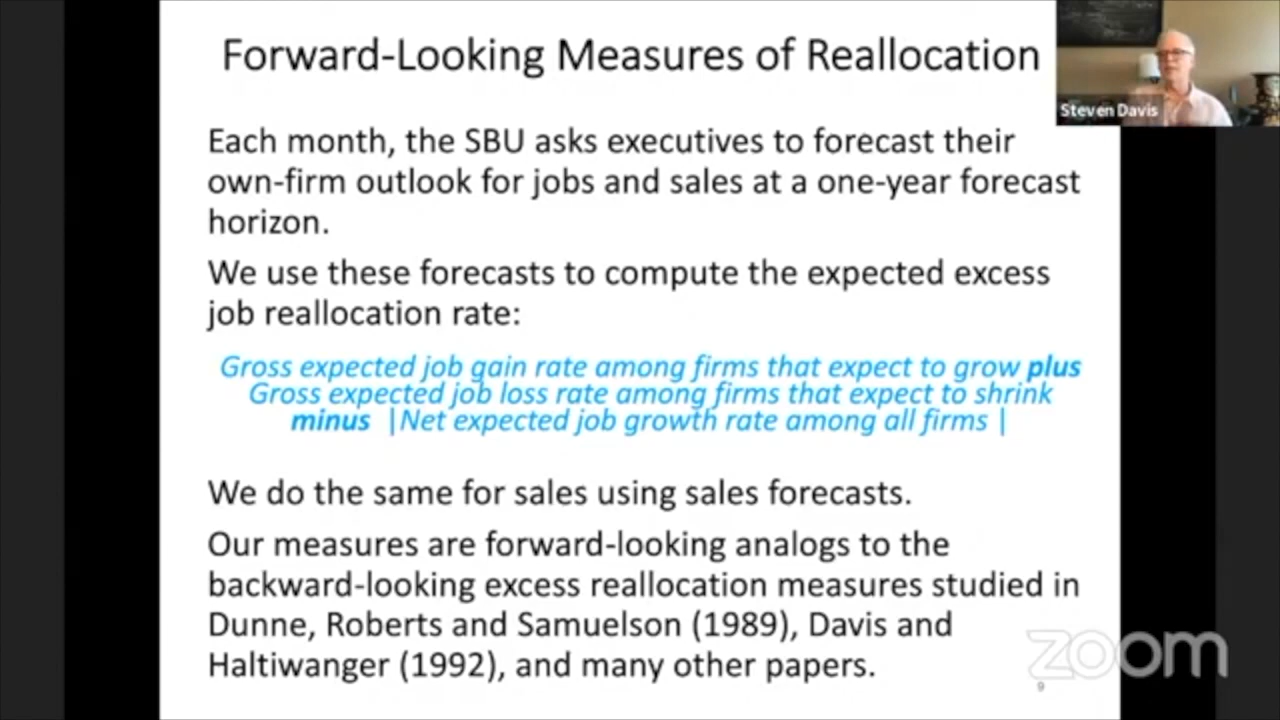 Forward-Looking Measures of Reallocation
Steven Davis
Each month, the SBU asks executives to forecast their
own-firm outlook for jobs and sales at a one-year forecast
horizon.
We use these forecasts to compute the expected excess
job reallocation rate:
Gross expected job gain rate among firms that expect to grow plus
Gross expected job loss rate among firms that expect to shrink
minus |Net expected job growth rate among all firms |
We do the same for sales using sales forecasts.
Our measures are forward-looking analogs to the
backward-looking excess reallocation measures studied in
Dunne, Roberts and Samuelson (1989), Davis and
Haltiwanger (1992), and many other papers.
zoom
9